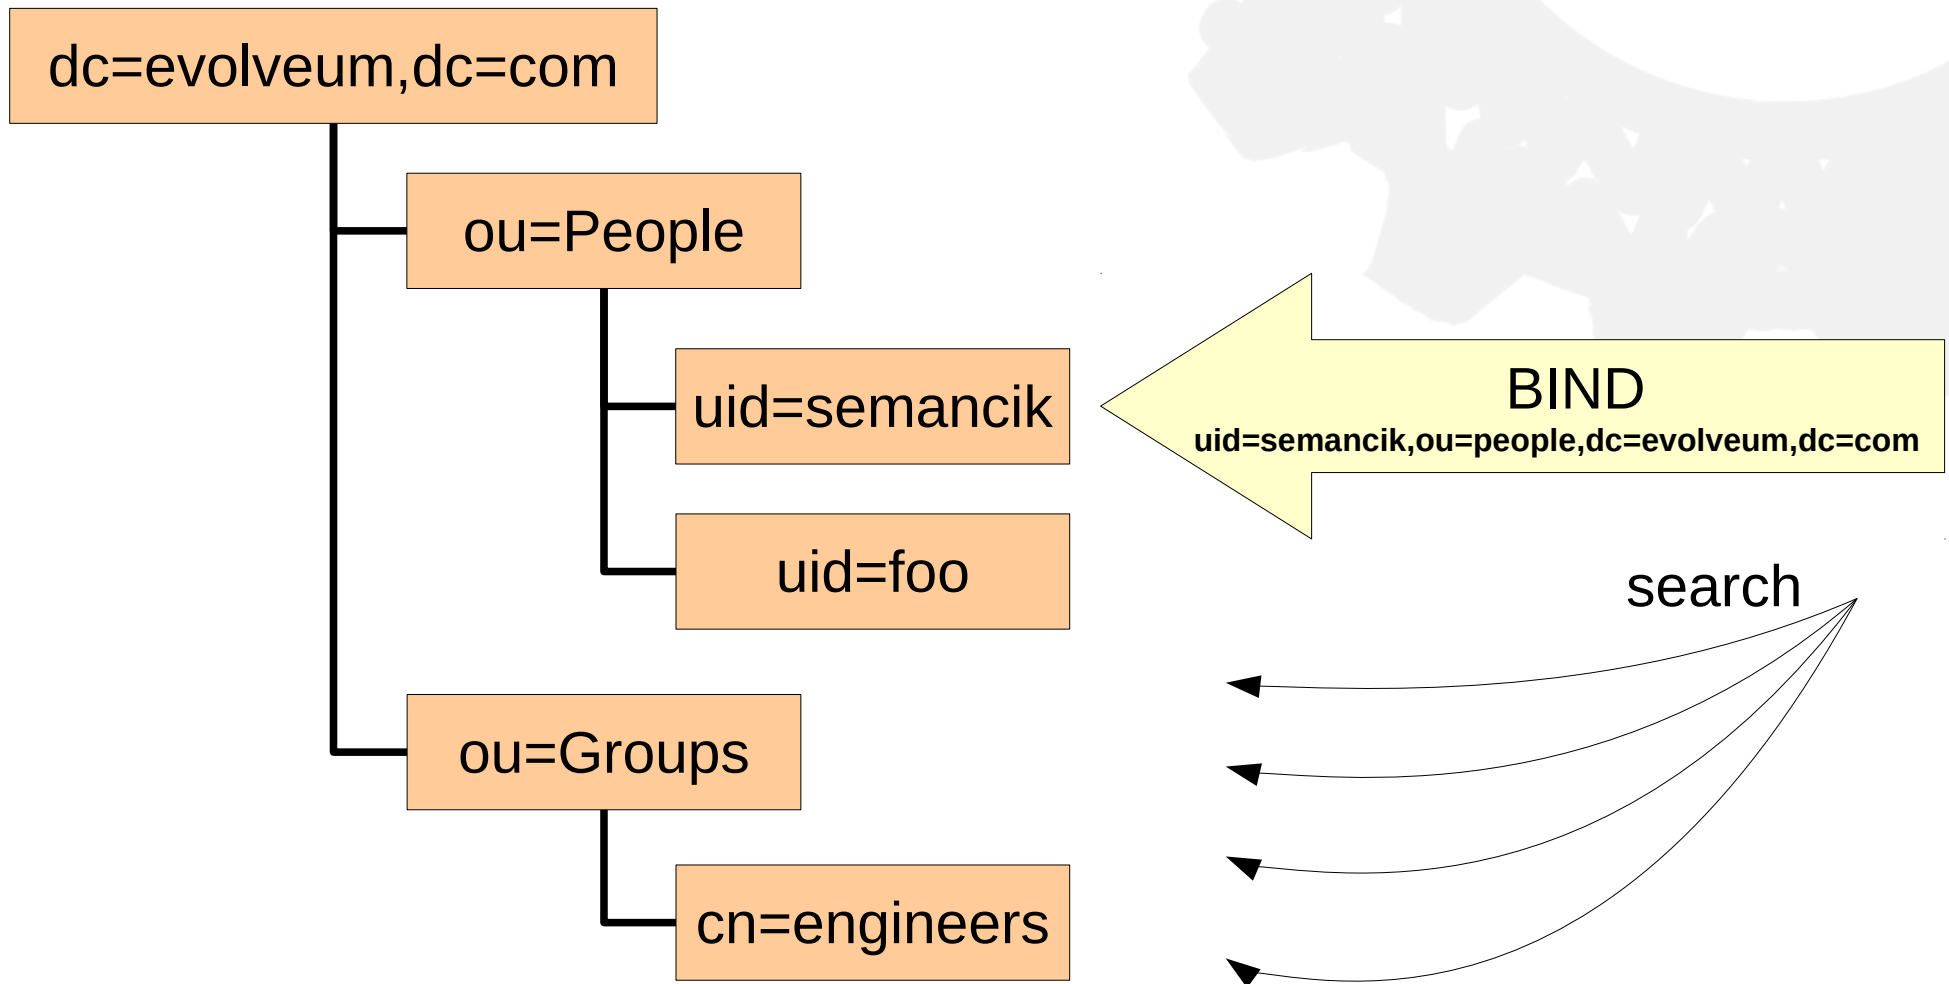 dc=evolveum,dc=com
ou=People
uid=semancik
BIND
uid=semancik,ou=people,dc=evolveum,dc=com
uid=foo
search
ou=Groups
cn=engineers